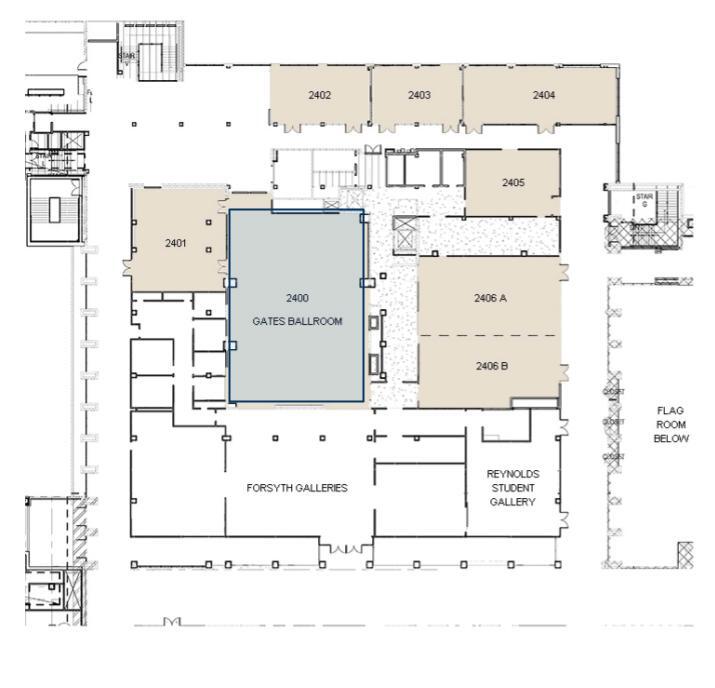 STAIR
2402
2403
2404
2405
STAIR
G
2401
2400
GATES BALLROOM
2406 A
2406 B
FLAG
ROOM
BELOW
FORSYTH GALLERIES
REYNOLDS
STUDENT
GALLERY